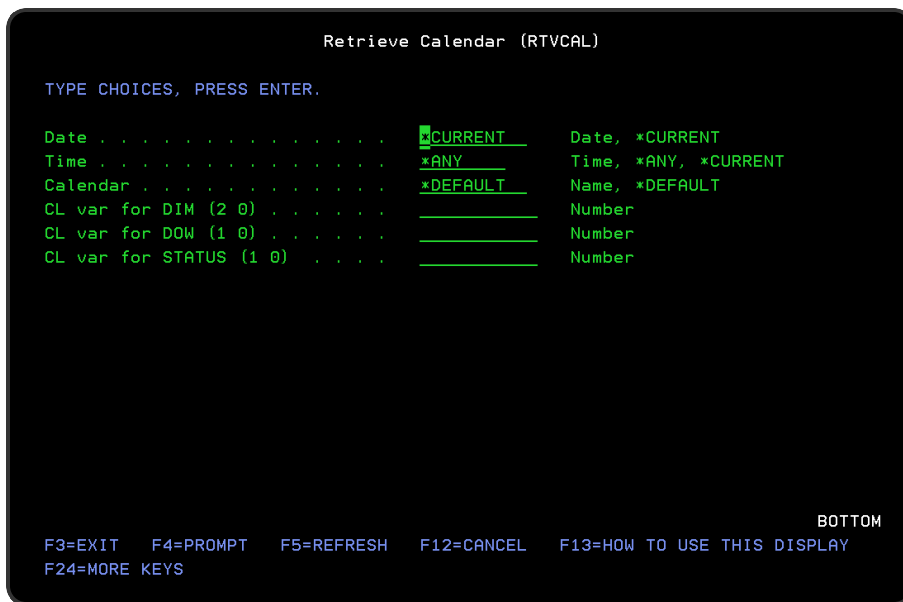 Retrieve Calendar (RTVCAL)
TYPE CHOICES, PRESS ENTER.
Date . . . . . . . . . . . . . . *CURRENT Date, *CURRENT
Time . . . . . . . . . . . . . . *ANY Time, *ANY, *CURRENT
Calendar . . . . . . . . . . . . *DEFAULT Name, *DEFAULT
CL var for DIM (2 0) . . . . . . Number
CL var for DOW (1 0) . . . . . . Number
CL var for STATUS (1 0) . . . . Number
BOTTOM
F3=EXIT F4=PROMPT F5=REFRESH F12=CANCEL F13=HOW TO USE THIS DISPLAY
F24=MORE KEYS